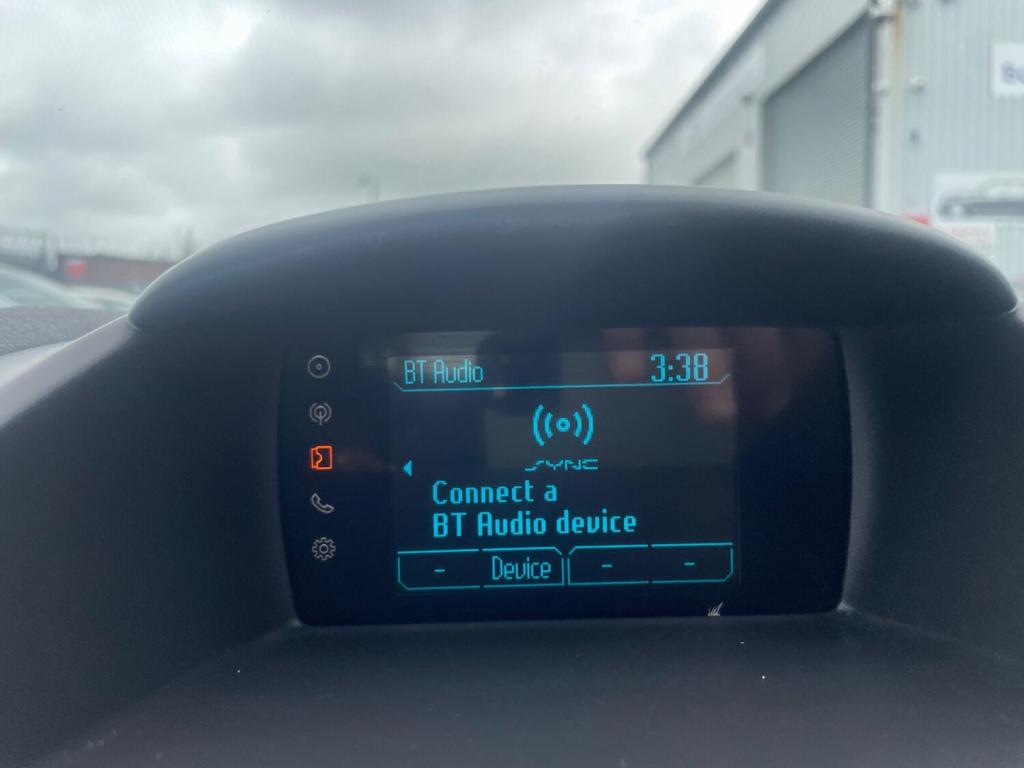 BT Audio 3:38
SYNC
Connect a
BT Audio device
- Device - -